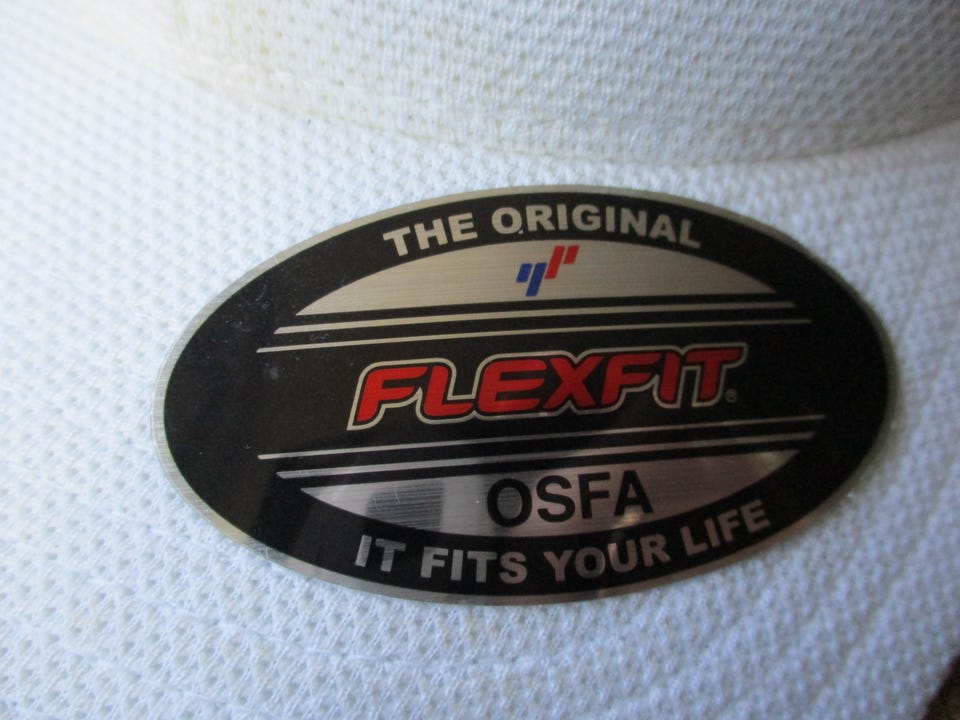 THE ORIGINAL
FLEXFIT®
OSFA
IT FITS YOUR LIFE